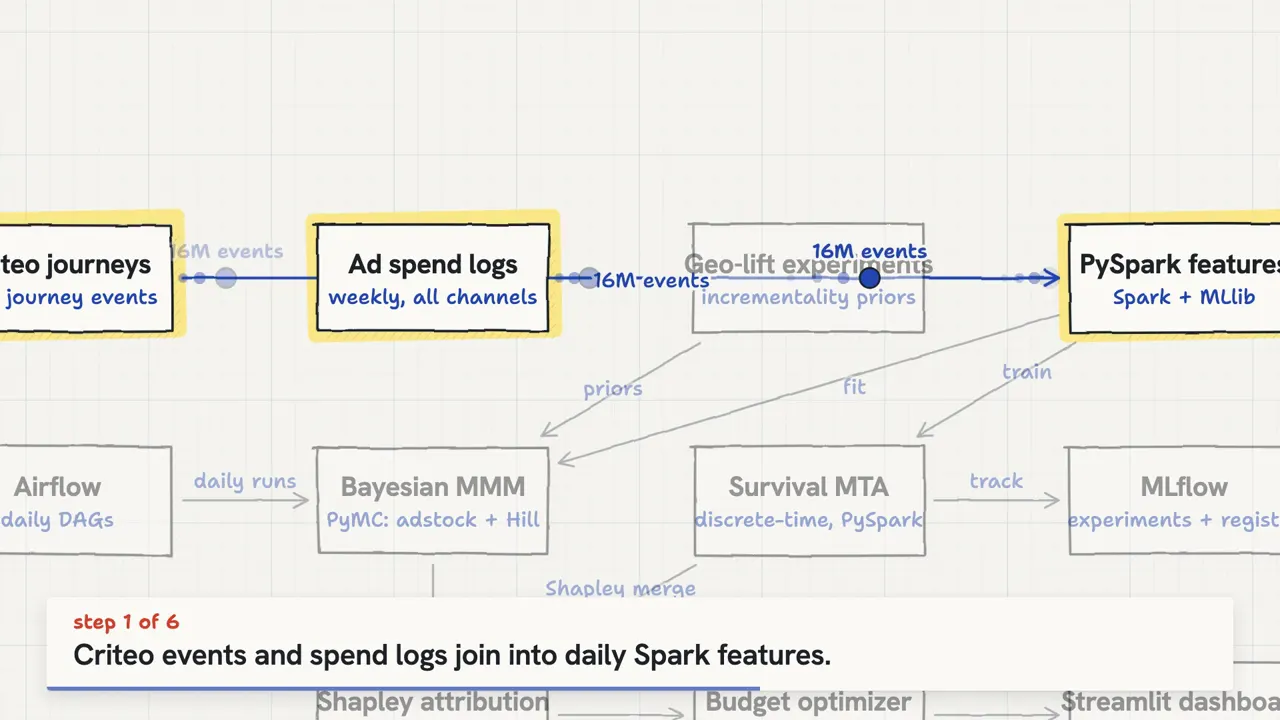 16M events
16M events
teo journeys
journey events
Ad spend logs
weekly, all channels
16M events
Geo-lift experiments
incrementality priors
PySpark features
Spark + MLlib
priors
fit
train
Airflow
daily DAGs
daily runs
Bayesian MMM
PyMC: adstock + Hill
Survival MTA
discrete-time, PySpark
track
MLflow
experiments + regist
Shapley merge
step 1 of 6
Criteo events and spend logs join into daily Spark features.
Shapley attribution
Budget optimizer
Streamlit dashboa